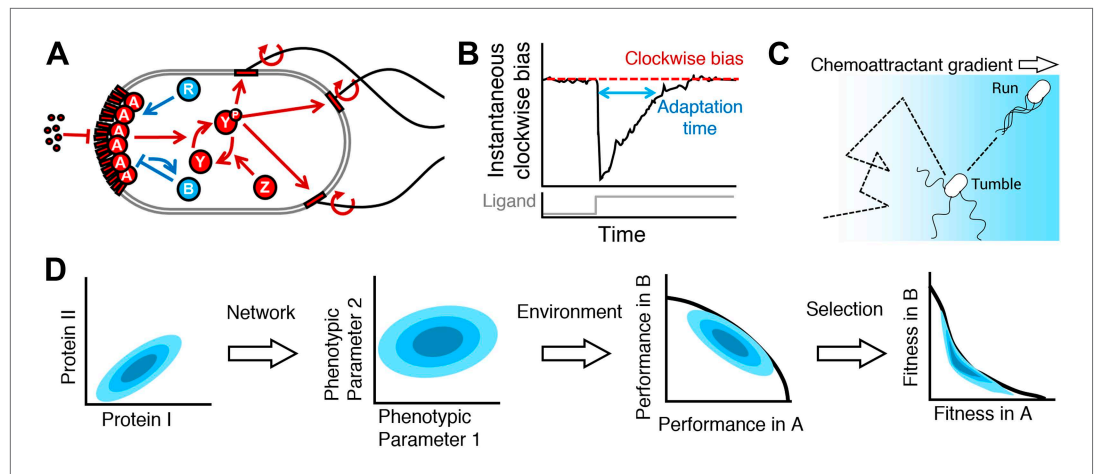 A
R
A
A
A
A
A
A
B
Y
P
Y
Z
B
Instantaneous
clockwise bias
Clockwise bias
Adaptation
time
Ligand
Time
C
Chemoattractant gradient
Run
Tumble
D
Protein II
Protein I
Network
Phenotypic
Parameter 2
Phenotypic
Parameter 1
Environment
Performance in B
Performance in A
Selection
Fitness in B
Fitness in A